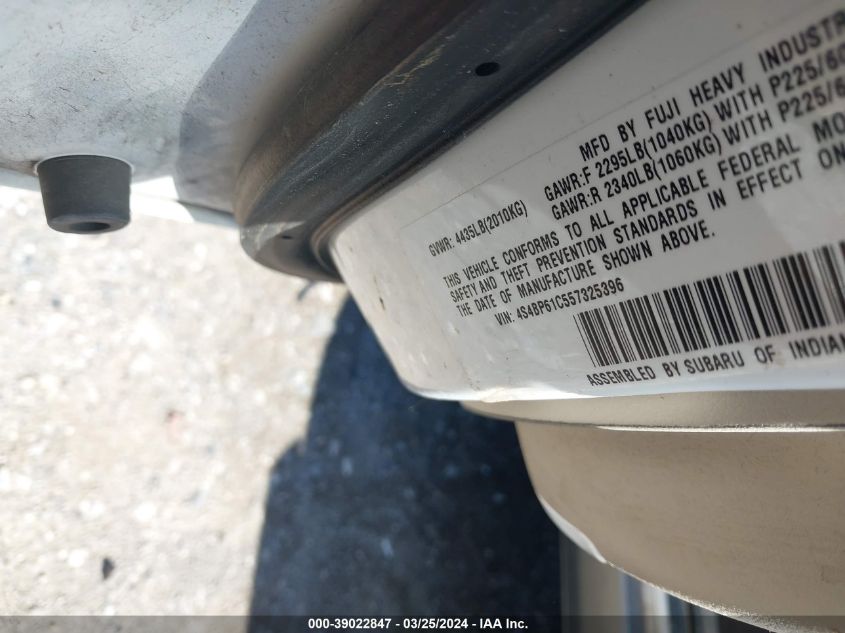 MFD BY FUJI HEAVY INDUSTR
GVWR: 4435LB(2010KG)
GAWR:F 2295LB(1040KG) WITH P225/60
GAWR:R 2340LB(1060KG) WITH P225/6
THIS VEHICLE CONFORMS TO ALL APPLICABLE FEDERAL MO
SAFETY AND THEFT PREVENTION STANDARDS IN EFFECT ON
THE DATE OF MANUFACTURE SHOWN ABOVE.
VIN: 4S4BP61C557325396
ASSEMBLED BY SUBARU OF INDIAN
000-39022847 - 03/25/2024 - IAA Inc.